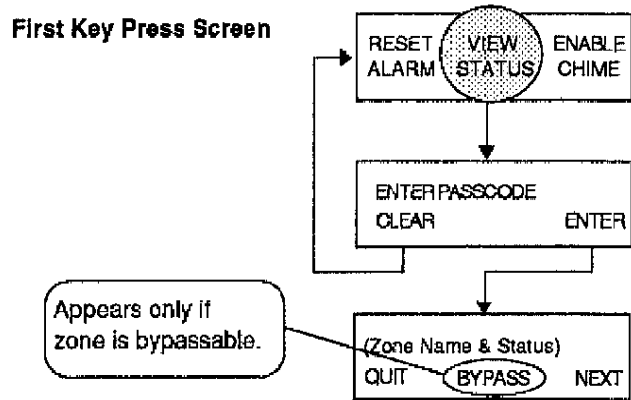 First Key Press Screen
RESET VIEW ENABLE
ALARM STATUS CHIME
ENTER PASSCODE
CLEAR ENTER
Appears only if
zone is bypassable.
(Zone Name & Status)
QUIT BYPASS NEXT